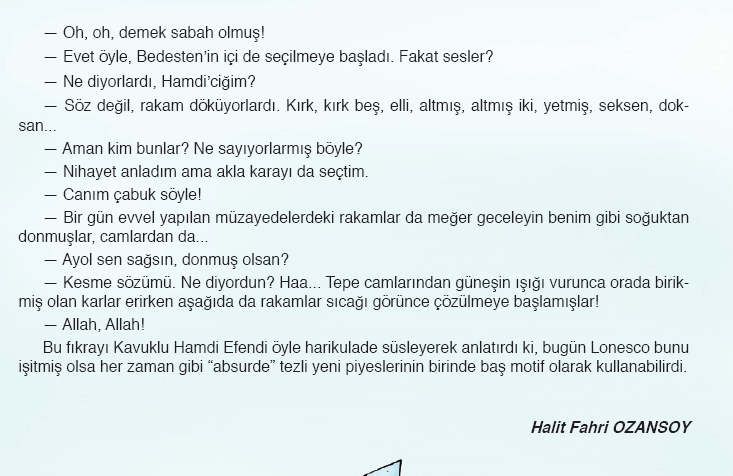 — Oh, oh, demek sabah olmuş!
— Evet öyle, Bedesten’in içi de seçilmeye başladı. Fakat sesler?
— Ne diyorlardı, Hamdi’ciğim?
— Söz değil, rakam döküyorlardı. Kırk, kırk beş, elli, altmış, altmış iki, yetmiş, seksen, dok-
san...
— Aman kim bunlar? Ne sayıyorlarmış böyle?
— Nihayet anladım ama akla karayı da seçtim.
— Canım çabuk söyle!
— Bir gün evvel yapılan müzayedelerdeki rakamlar da meğer geceleyin benim gibi soğuktan
donmuşlar, camlardan da...
— Ayol sen sağsın, donmuş olsan?
— Kesme sözümü. Ne diyordun? Haa... Tepe camlarından güneşin ışığı vurunca orada birik-
miş olan karlar erirken aşağıda da rakamlar sıcağı görünce çözülmeye başlamışlar!
— Allah, Allah!
Bu fıkrayı Kavuklu Hamdi Efendi öyle harikulade süsleyerek anlatırdı ki, bugün Lonesco bunu
işitmiş olsa her zaman gibi “absurde” tezli yeni piyeslerinin birinde baş motif olarak kullanabilirdi.
Halit Fahri OZANSOY